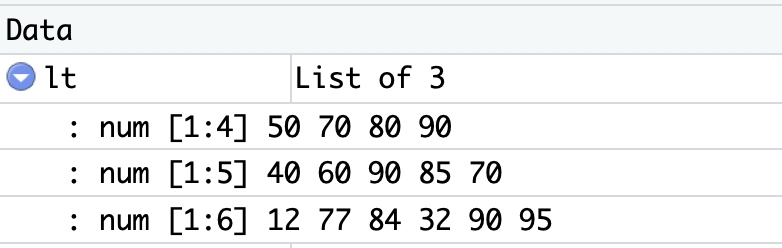 Data
lt List of 3
: num [1:4] 50 70 80 90
: num [1:5] 40 60 90 85 70
: num [1:6] 12 77 84 32 90 95